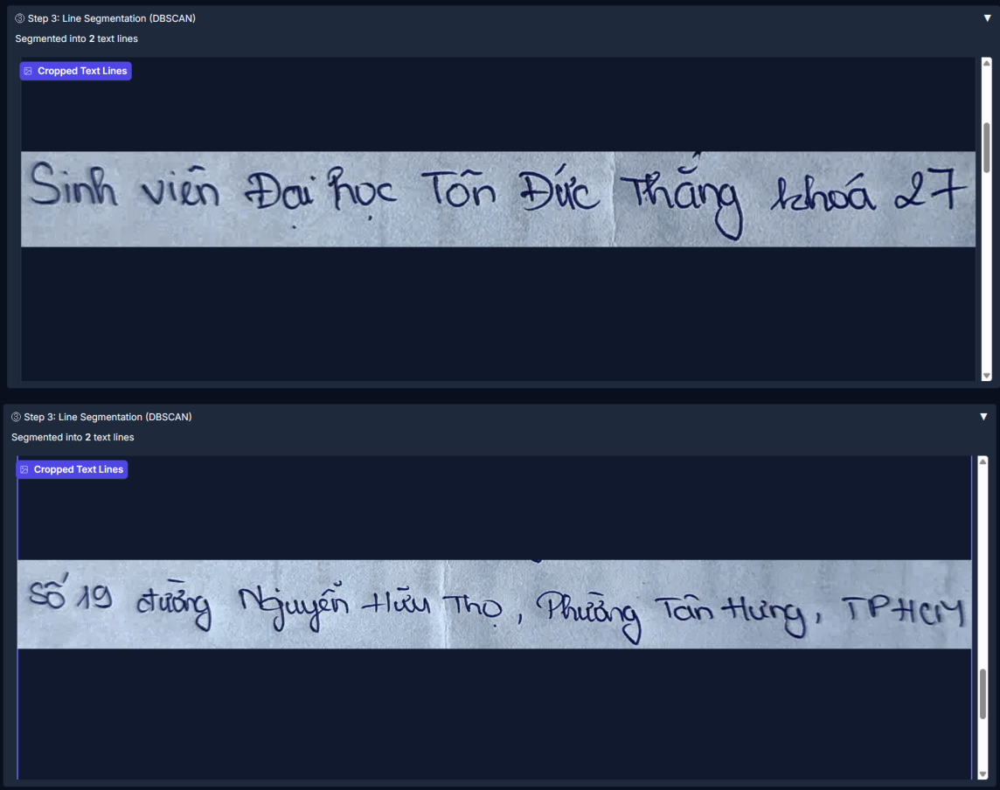 ③ Step 3: Line Segmentation (DBSCAN)
Segmented into 2 text lines
Cropped Text Lines
Sinh viên Đại học Tôn Đức Thắng khoá 27
③ Step 3: Line Segmentation (DBSCAN)
Segmented into 2 text lines
Cropped Text Lines
Số 19 đường Nguyễn Hữu Thọ, Phường Tân Hưng, TPHCM